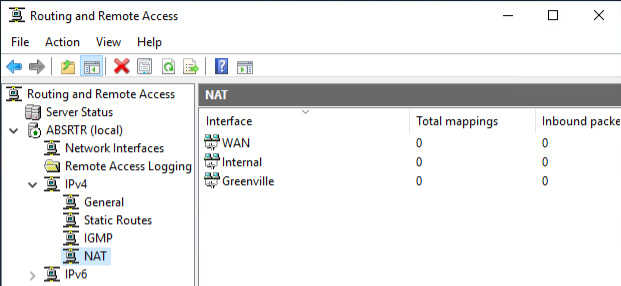 Routing and Remote Access
File Action View Help
Routing and Remote Access
Server Status
ABSRTR (local)
Network Interfaces
Remote Access Logging
IPv4
General
Static Routes
IGMP
NAT
IPv6
NAT
Interface Total mappings Inbound packe
WAN 0 0
Internal 0 0
Greenville 0 0